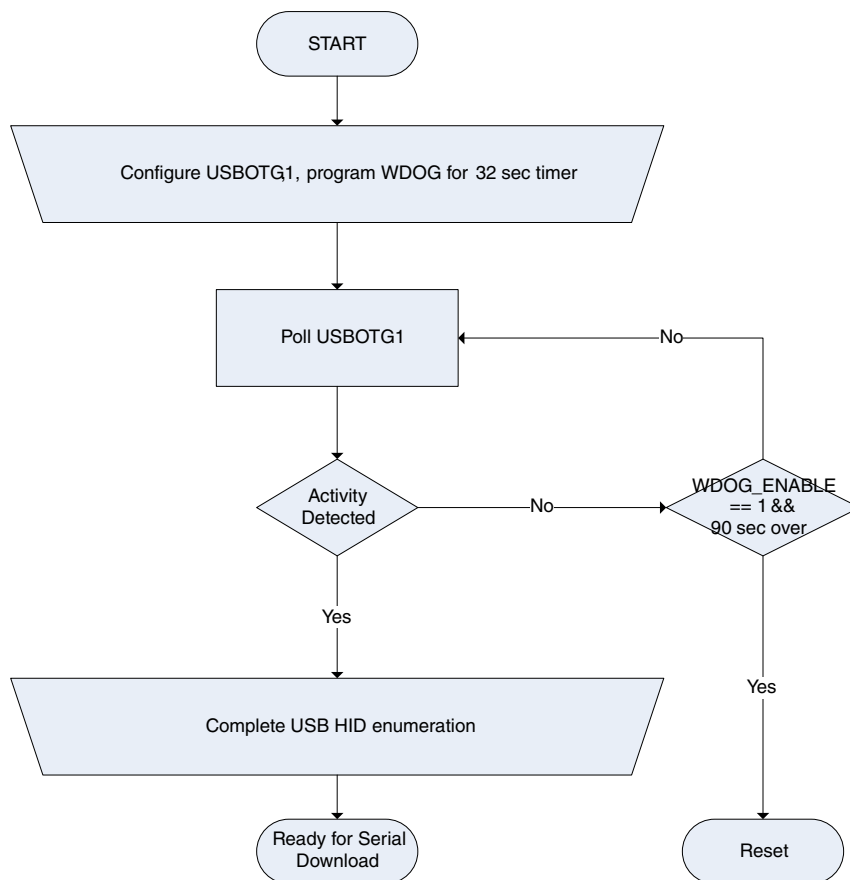 START
Configure USBOTG1, program WDOG for 32 sec timer
Poll USBOTG1
No
Activity
Detected
No
WDOG_ENABLE
== 1 &&
90 sec over
Yes
Yes
Complete USB HID enumeration
Ready for Serial
Download
Reset